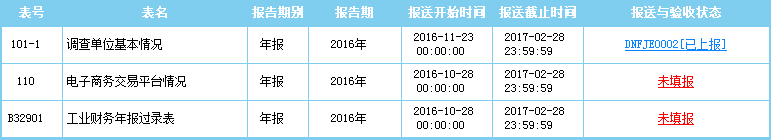 表号 表名 报告期别 报告期 报送开始时间 报送截止时间 报送与验收状态
101-1 调查单位基本情况 年报 2016年 2016-11-23 00:00:00 2017-02-28 23:59:59 DNFJE0002[已上报]
110 电子商务交易平台情况 年报 2016年 2016-10-28 00:00:00 2017-02-28 23:59:59 未填报
B32901 工业财务年报过录表 年报 2016年 2016-10-28 00:00:00 2017-02-28 23:59:59 未填报